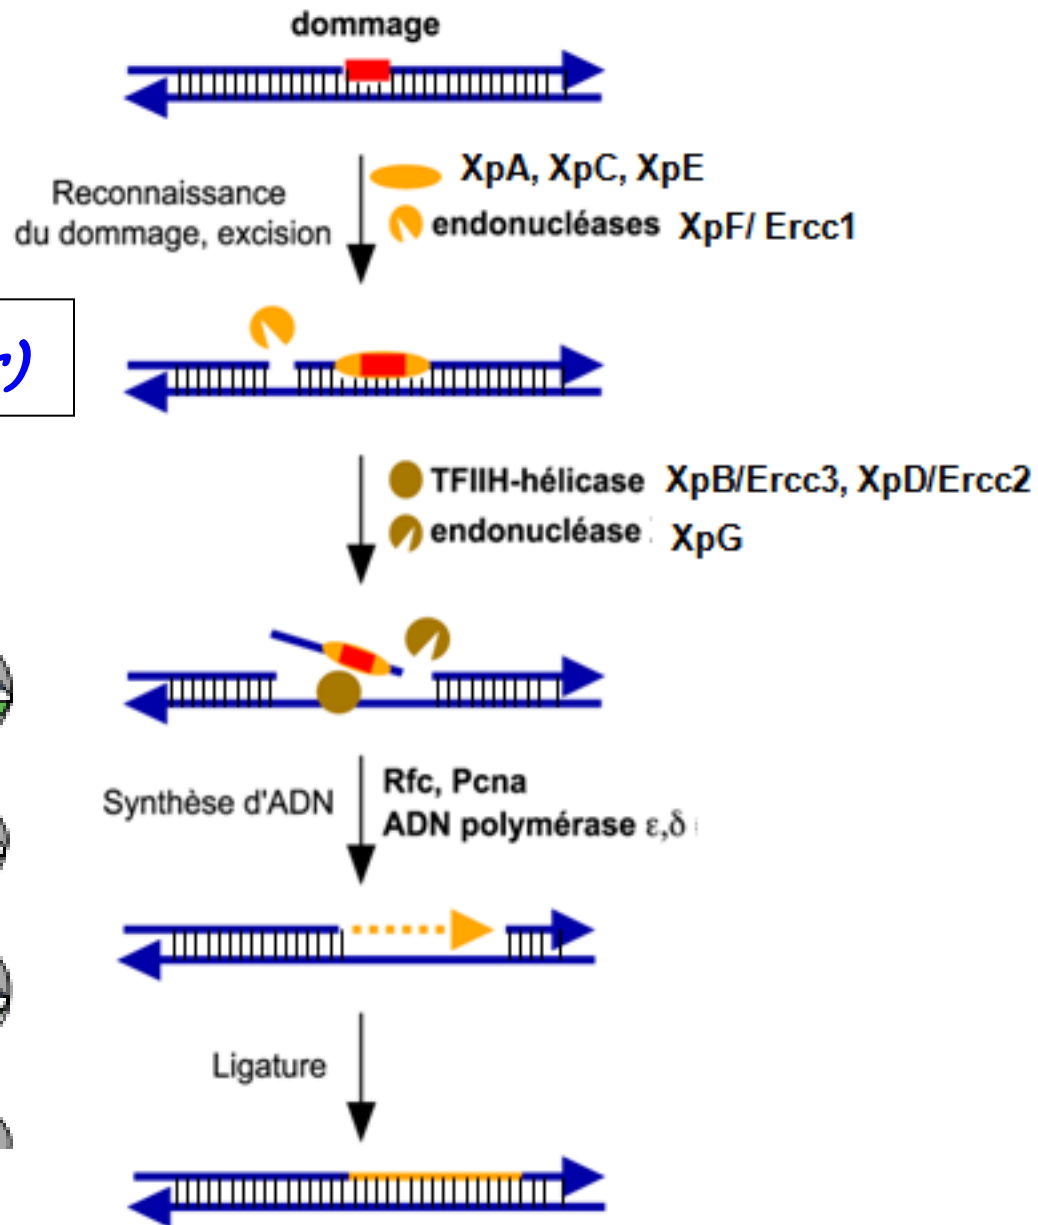 dommage
XpA, XpC, XpE
Reconnaissance
du dommage, excision
endonucléases XpF/ Ercc1
TFIIH-hélicase XpB/Ercc3, XpD/Ercc2
endonucléase XpG
Synthèse d'ADN
Rfc, Pcna
ADN polymérase ε,δ
Ligature